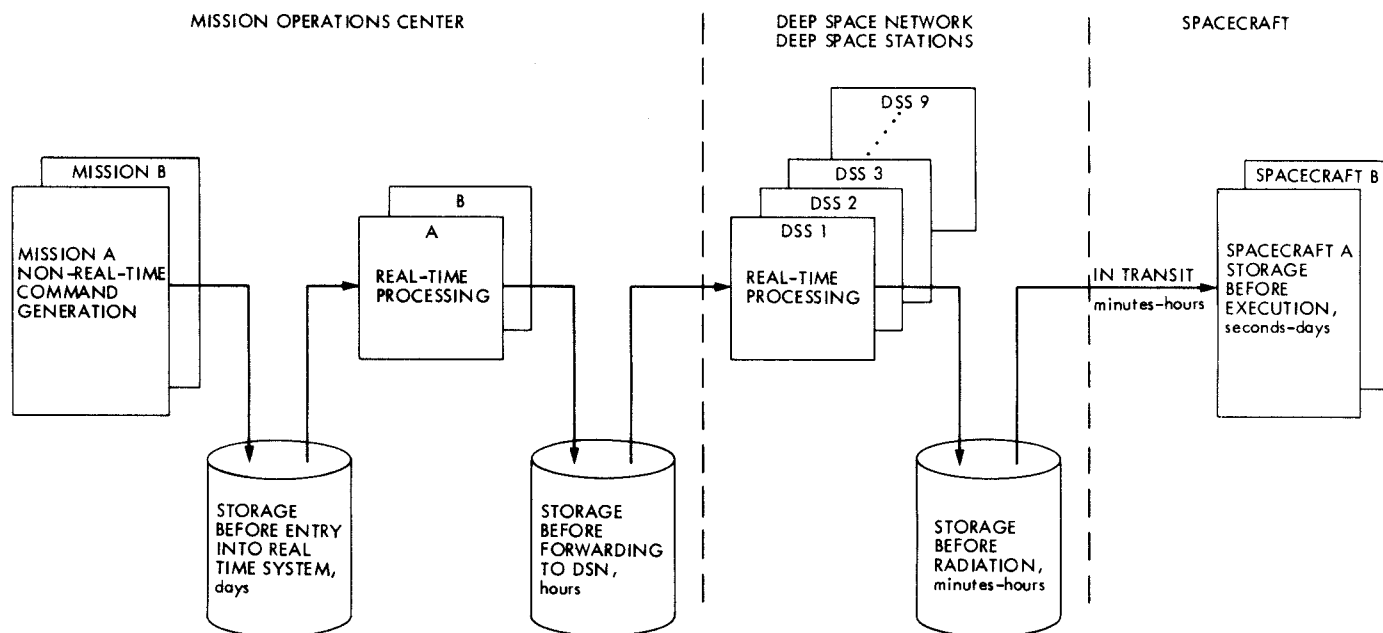 MISSION OPERATIONS CENTER
DEEP SPACE NETWORK
DEEP SPACE STATIONS
SPACECRAFT
MISSION B
MISSION A
NON-REAL-TIME
COMMAND
GENERATION
B
A
REAL-TIME
PROCESSING
DSS 9
DSS 3
DSS 2
DSS 1
REAL-TIME
PROCESSING
IN TRANSIT
minutes-hours
SPACECRAFT B
SPACECRAFT A
STORAGE
BEFORE
EXECUTION,
seconds-days
STORAGE
BEFORE ENTRY
INTO REAL
TIME SYSTEM,
days
STORAGE
BEFORE
FORWARDING
TO DSN,
hours
STORAGE
BEFORE
RADIATION,
minutes-hours